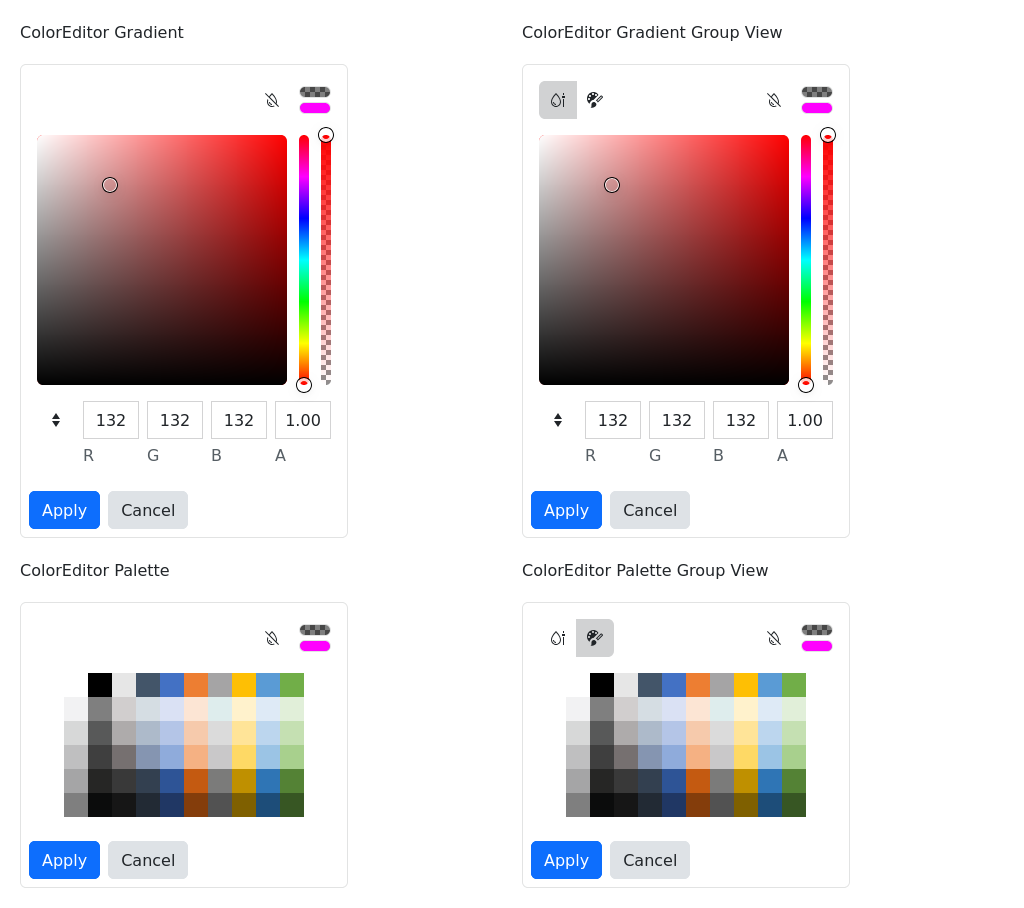 ColorEditor Gradient
ColorEditor Gradient Group View
132 132 132 1.00
R G B A
Apply Cancel
132 132 132 1.00
R G B A
Apply Cancel
ColorEditor Palette
ColorEditor Palette Group View
Apply Cancel
Apply Cancel